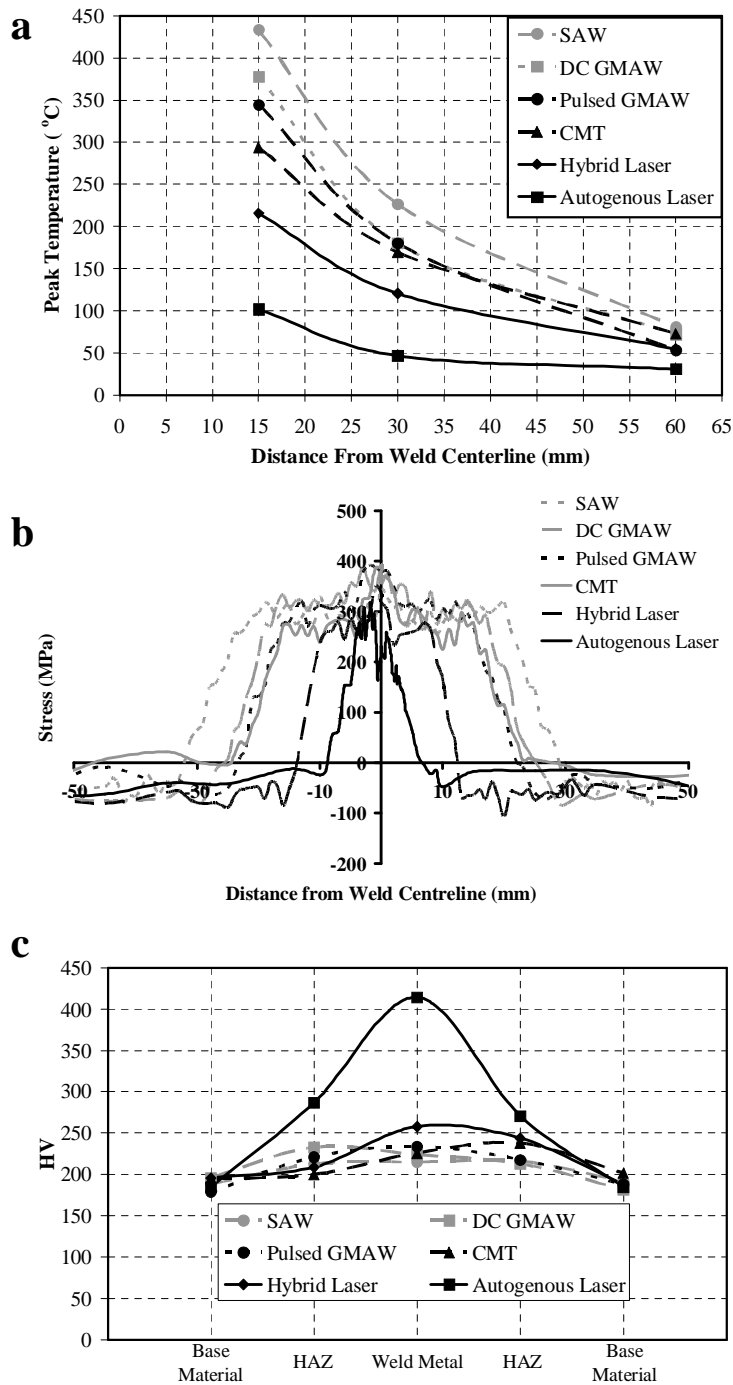 a
450
400
350
300
250
200
150
100
50
0
Peak Temperature ( °C)
0 5 10 15 20 25 30 35 40 45 50 55 60 65
Distance From Weld Centerline (mm)
SAW
DC GMAW
Pulsed GMAW
CMT
Hybrid Laser
Autogenous Laser
b
500
400
300
200
100
0
-100
-200
Stress (MPa)
-50 -30 -10 10 30 50
Distance from Weld Centreline (mm)
SAW
DC GMAW
Pulsed GMAW
CMT
Hybrid Laser
Autogenous Laser
c
450
400
350
300
250
200
150
100
50
0
HV
SAW DC GMAW
Pulsed GMAW CMT
Hybrid Laser Autogenous Laser
Base Material HAZ Weld Metal HAZ Base Material